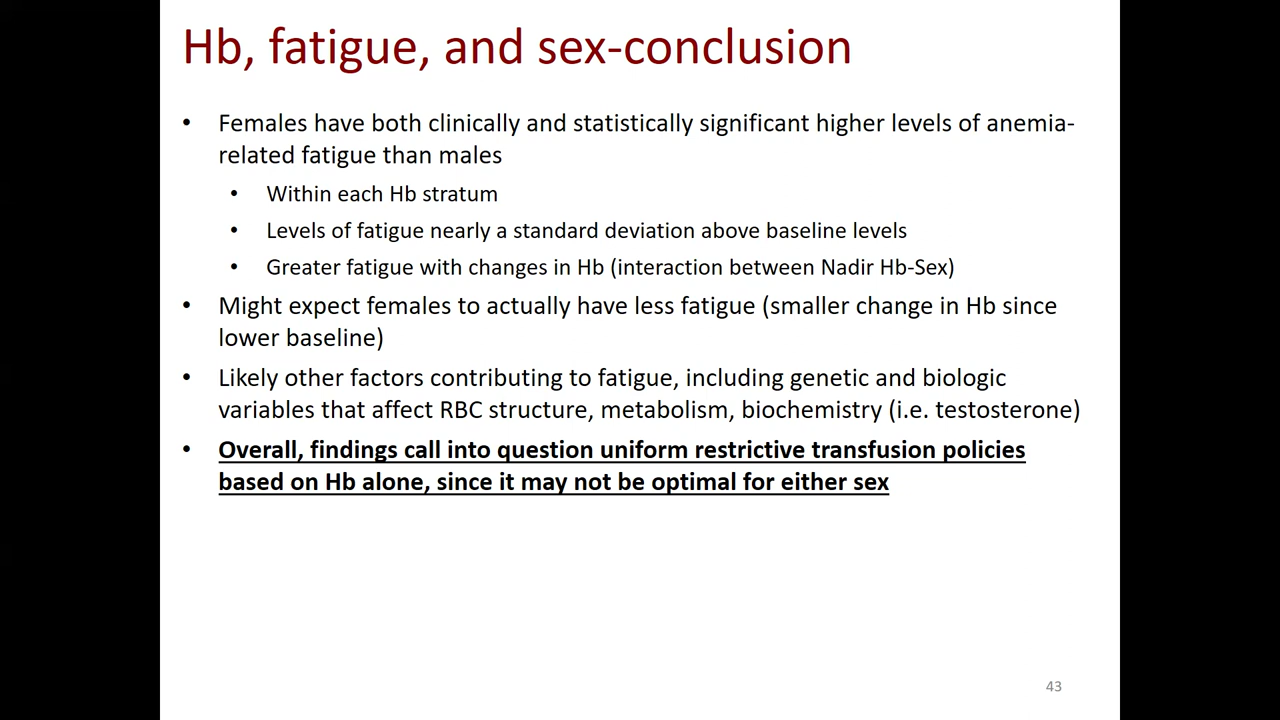 Hb, fatigue, and sex-conclusion
• Females have both clinically and statistically significant higher levels of anemia-
related fatigue than males
• Within each Hb stratum
• Levels of fatigue nearly a standard deviation above baseline levels
• Greater fatigue with changes in Hb (interaction between Nadir Hb-Sex)
• Might expect females to actually have less fatigue (smaller change in Hb since
lower baseline)
• Likely other factors contributing to fatigue, including genetic and biologic
variables that affect RBC structure, metabolism, biochemistry (i.e. testosterone)
• Overall, findings call into question uniform restrictive transfusion policies
based on Hb alone, since it may not be optimal for either sex
43